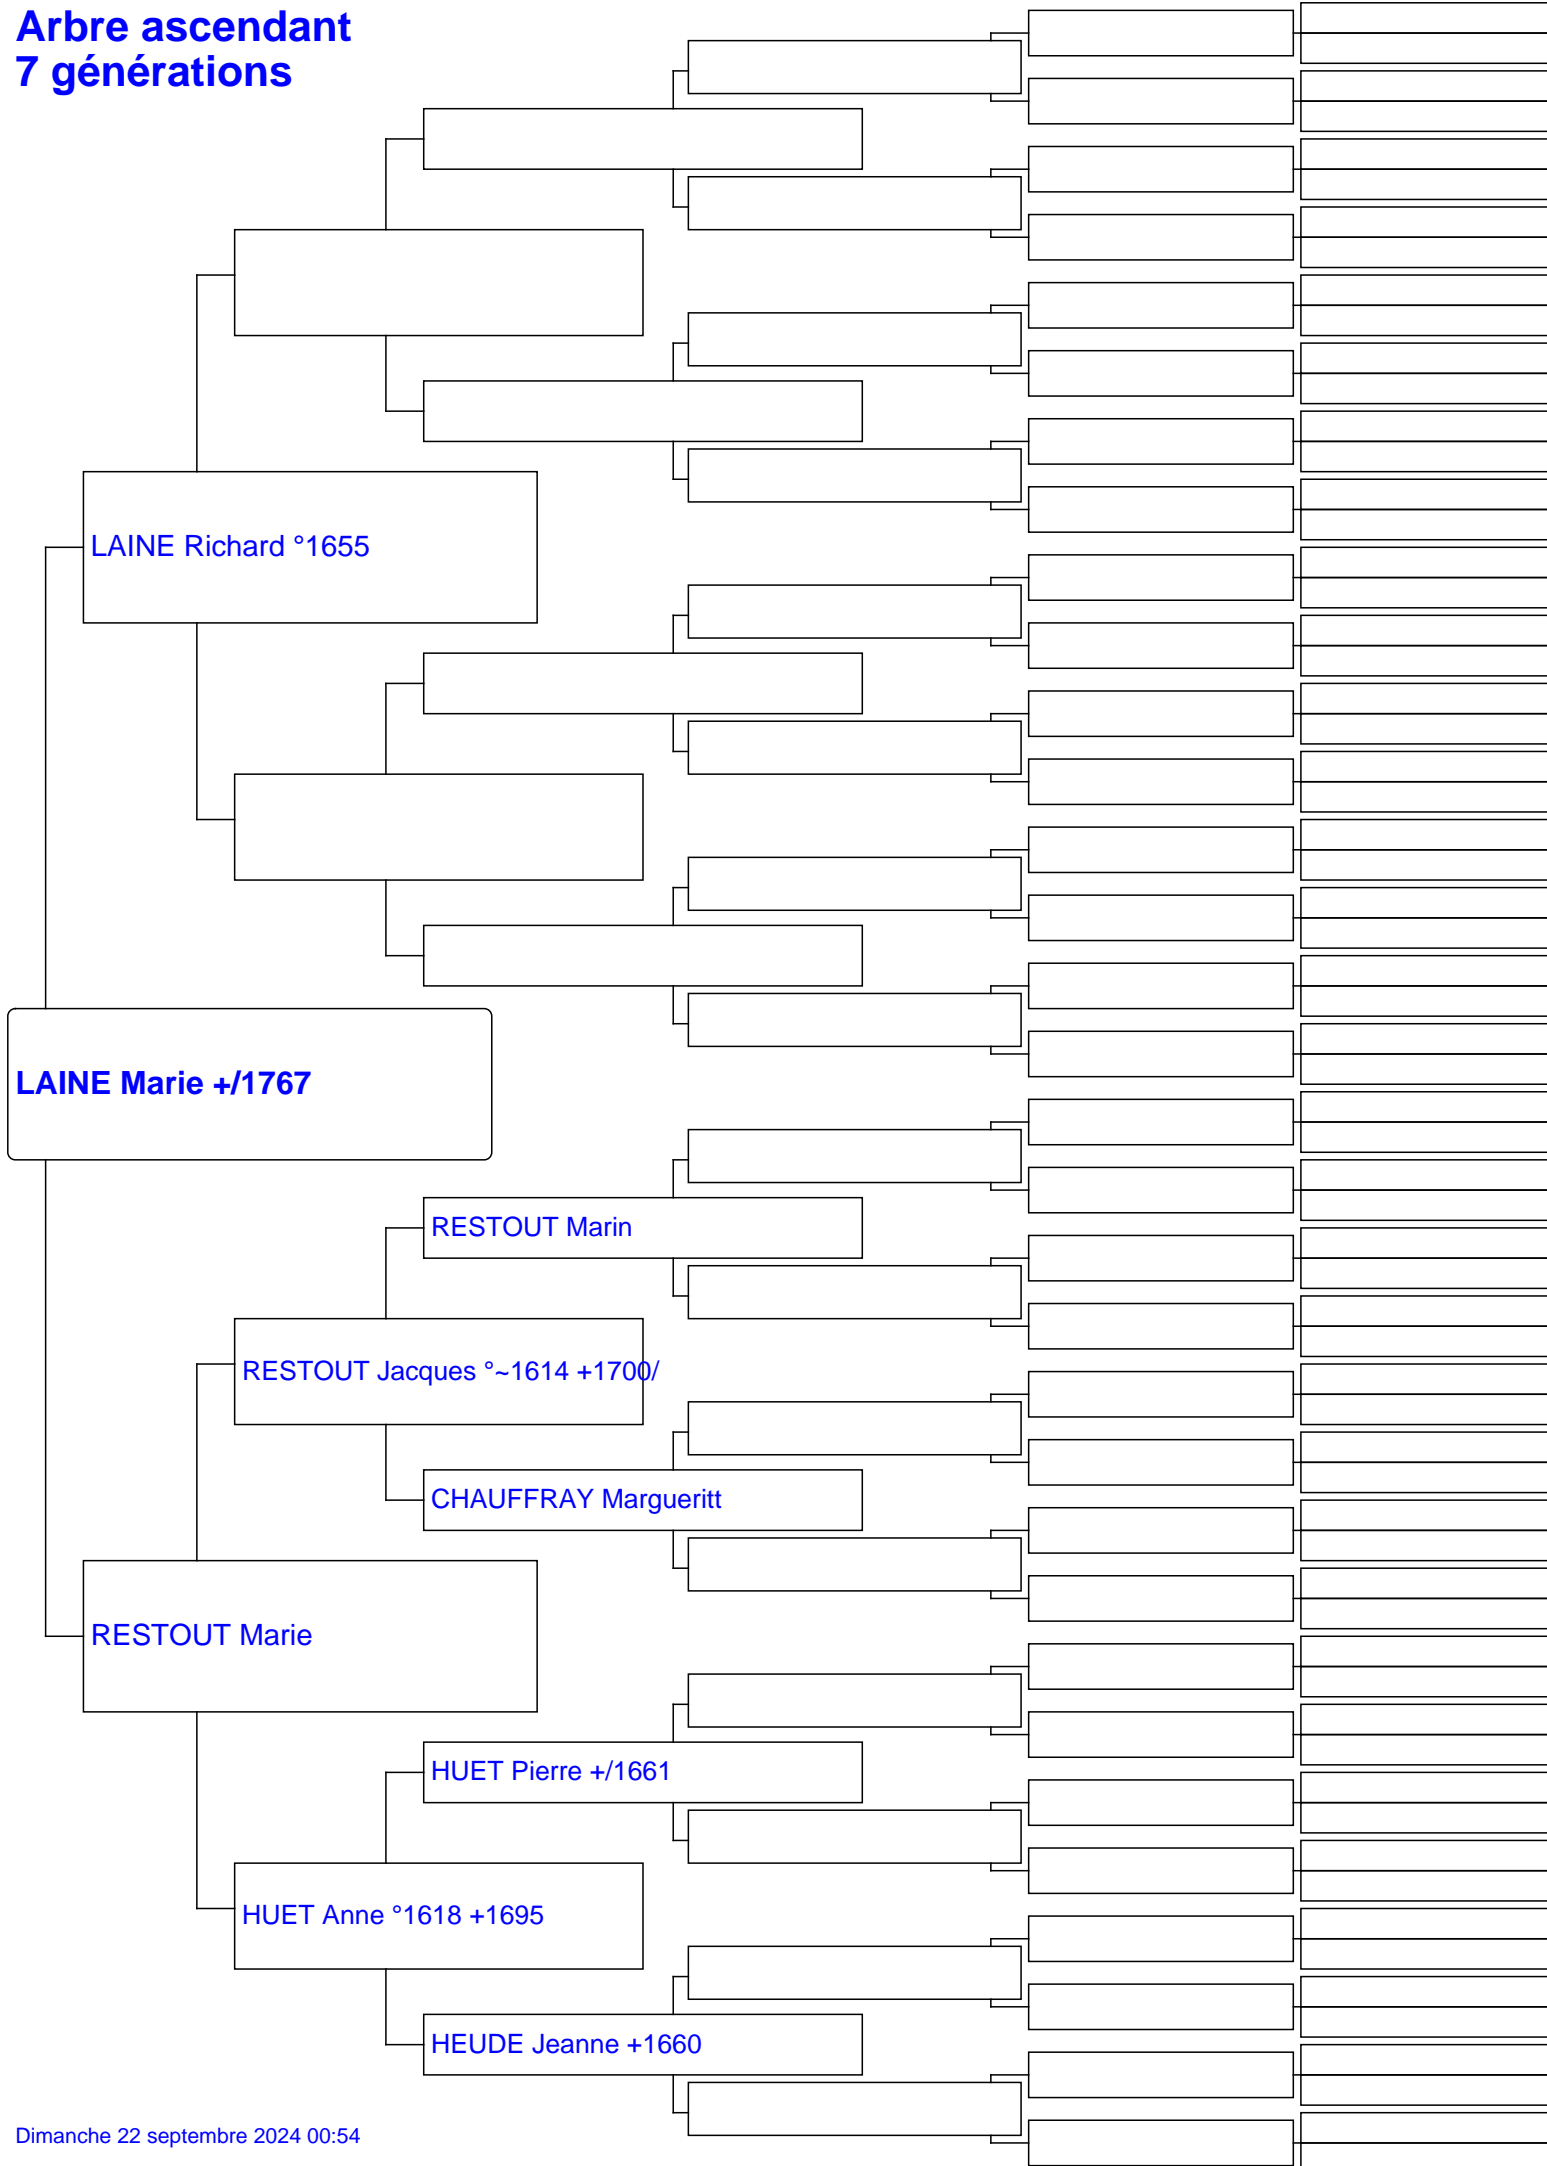 Arbre ascendant
7 générations
LAINE Richard °1655
LAINE Marie +/1767
RESTOUT Marin
RESTOUT Jacques °~1614 +1700/
CHAUFFRAY Margueritt
RESTOUT Marie
HUET Pierre +/1661
HUET Anne °1618 +1695
HEUDE Jeanne +1660
Dimanche 22 septembre 2024 00:54